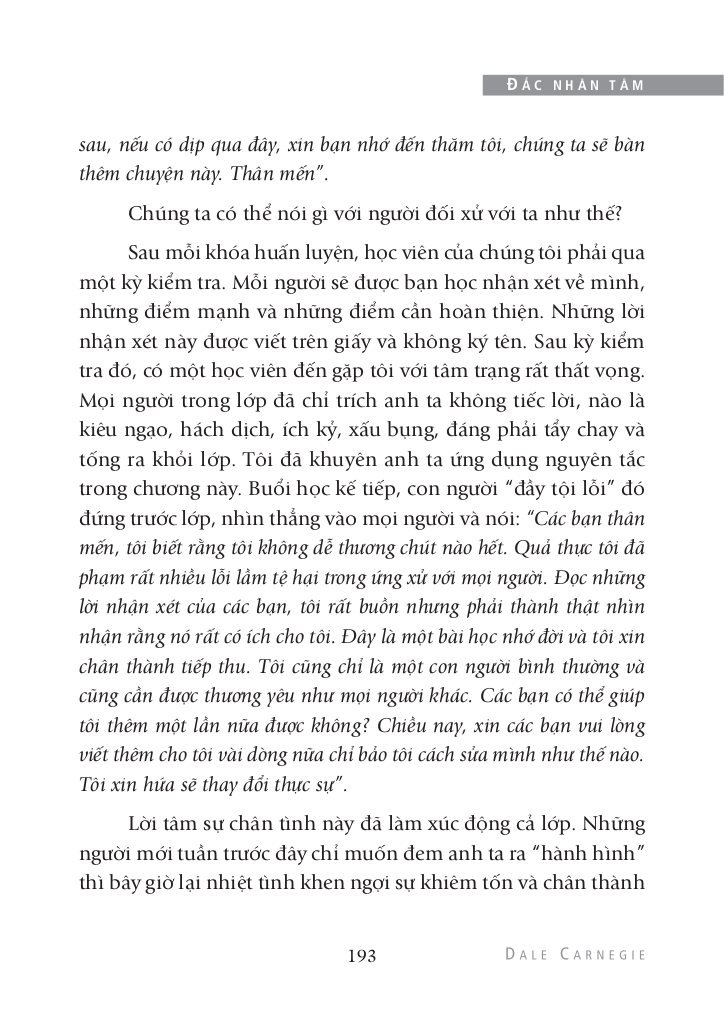 ĐẮC NHÂN TÂM
sau, nếu có dịp qua đây, xin bạn nhớ đến thăm tôi, chúng ta sẽ bàn
thêm chuyện này. Thân mến”.
Chúng ta có thể nói gì với người đối xử với ta như thế?
Sau mỗi khóa huấn luyện, học viên của chúng tôi phải qua
một kỳ kiểm tra. Mỗi người sẽ được bạn học nhận xét về mình,
những điểm mạnh và những điểm cần hoàn thiện. Những lời
nhận xét này được viết trên giấy và không ký tên. Sau kỳ kiểm
tra đó, có một học viên đến gặp tôi với tâm trạng rất thất vọng.
Mọi người trong lớp đã chỉ trích anh ta không tiếc lời, nào là
kiêu ngạo, hách dịch, ích kỷ, xấu bụng, đáng phải tẩy chay và
tống ra khỏi lớp. Tôi đã khuyên anh ta ứng dụng nguyên tắc
trong chương này. Buổi học kế tiếp, con người “đầy tội lỗi” đó
đứng trước lớp, nhìn thẳng vào mọi người và nói: “Các bạn thân
mến, tôi biết rằng tôi không dễ thương chút nào hết. Quả thực tôi đã
phạm rất nhiều lỗi lầm tệ hại trong ứng xử với mọi người. Đọc những
lời nhận xét của các bạn, tôi rất buồn nhưng phải thành thật nhìn
nhận rằng nó rất có ích cho tôi. Đây là một bài học nhớ đời và tôi xin
chân thành tiếp thu. Tôi cũng chỉ là một con người bình thường và
cũng cần được thương yêu như mọi người khác. Các bạn có thể giúp
tôi thêm một lần nữa được không? Chiều nay, xin các bạn vui lòng
viết thêm cho tôi vài dòng nữa chỉ bảo tôi cách sửa mình như thế nào.
Tôi xin hứa sẽ thay đổi thực sự”.
Lời tâm sự chân tình này đã làm xúc động cả lớp. Những
người mới tuần trước đây chỉ muốn đem anh ta ra “hành hình”
thì bây giờ lại nhiệt tình khen ngợi sự khiêm tốn và chân thành
193
DALE CARNEGIE